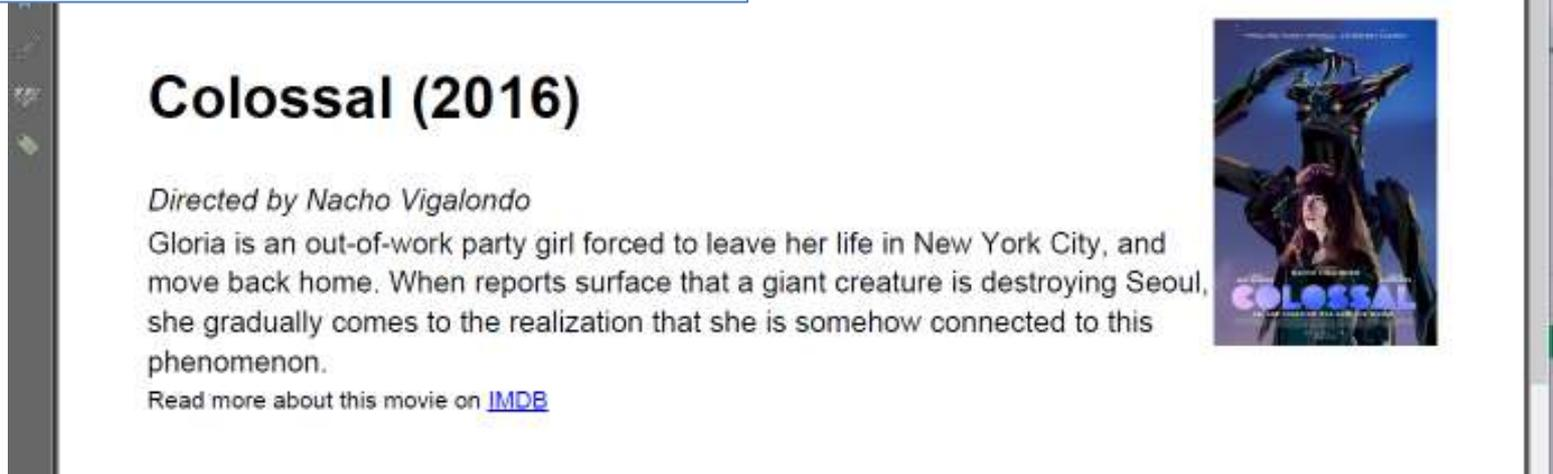 Colossal (2016)
Directed by Nacho Vigalondo
Gloria is an out-of-work party girl forced to leave her life in New York City, and
move back home. When reports surface that a giant creature is destroying Seoul,
she gradually comes to the realization that she is somehow connected to this
phenomenon.
Read more about this movie on IMDB
COLOSSAL